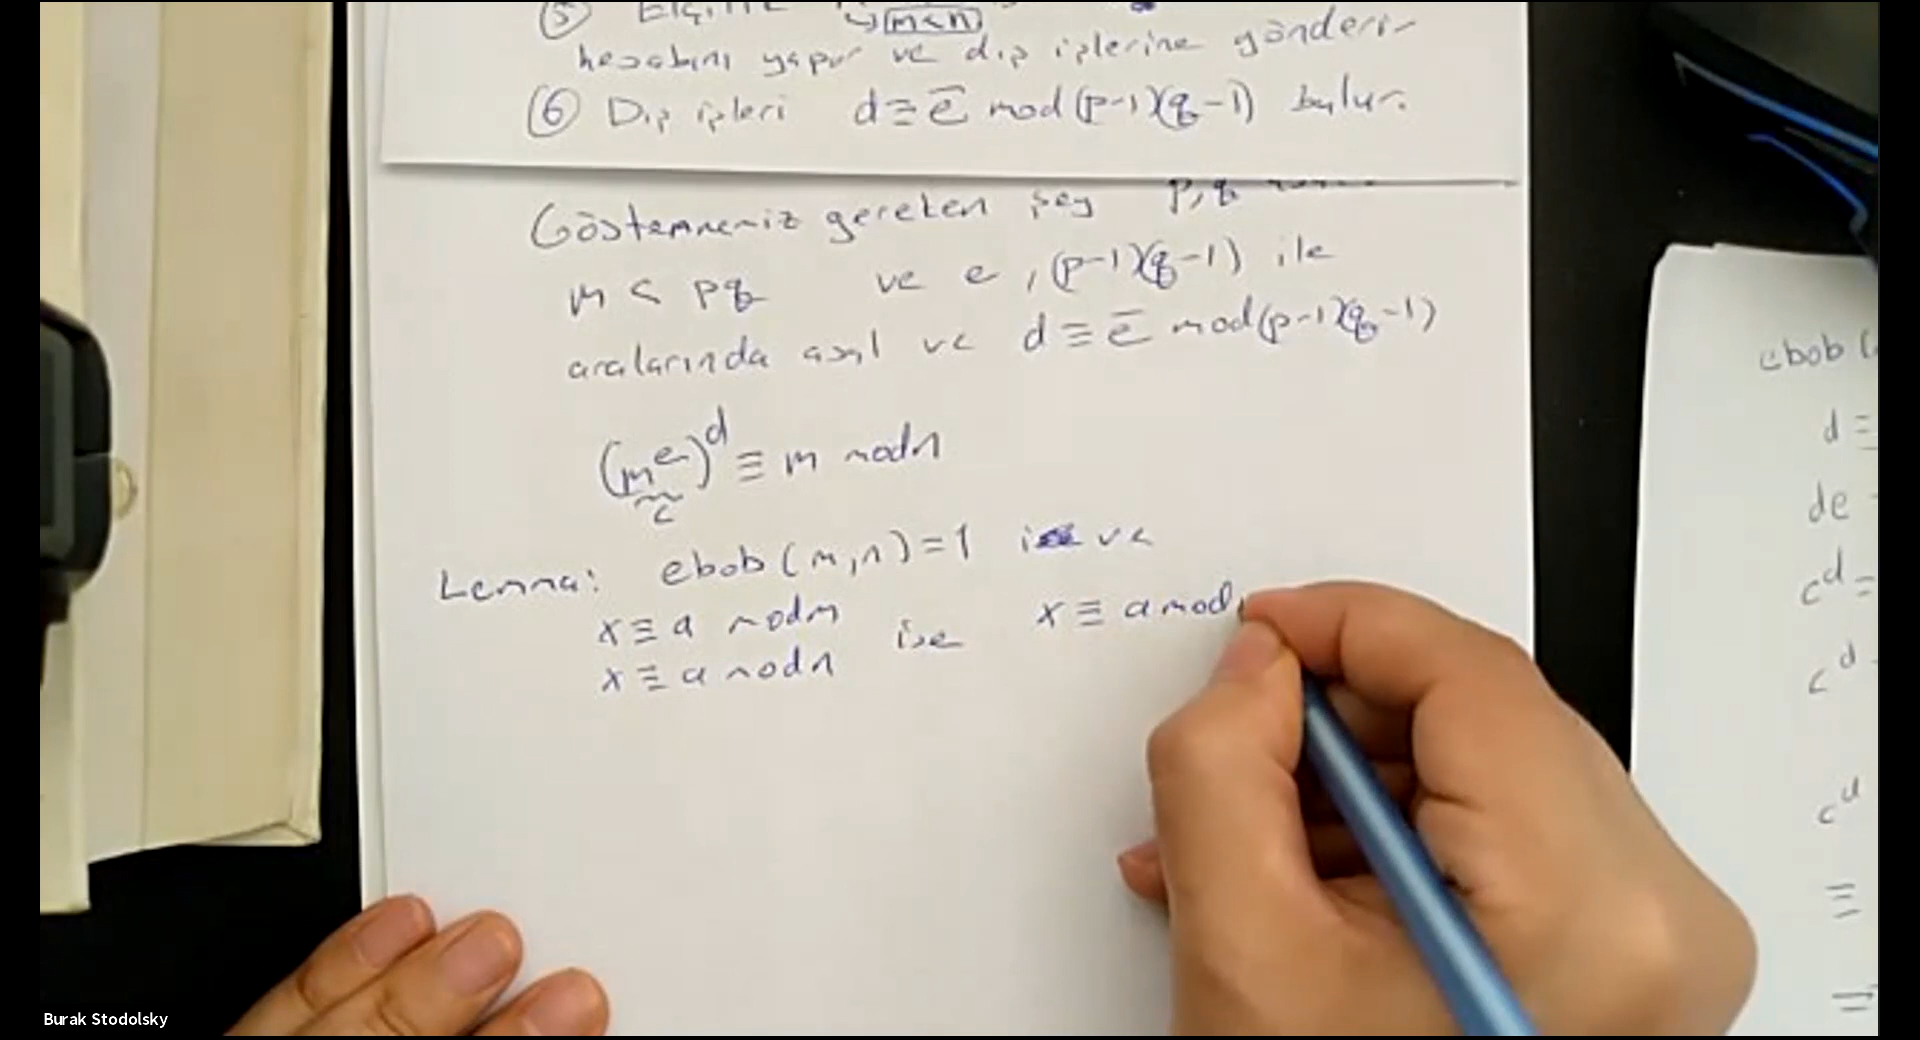 ⑤ Elçilik ↳ m<n
hesabını yapar ve dış işlerine gönderir
⑥ Dış işleri d≡e̅ mod(p-1)(q-1) bulur.
Göstermemiz gereken şey p,q
m < pq ve e, (p-1)(q-1) ile
aralarında asal ve d≡e̅ mod(p-1)(q-1)
(m^e)^d ≡ m mod n
c
Lemma: ebob(m,n)=1 ve
x≡a mod m
ise x≡a mod
x≡a mod n
ebob(
d≡
de
c^d=
c^d
c^d
≡
≡
Burak Stodolsky